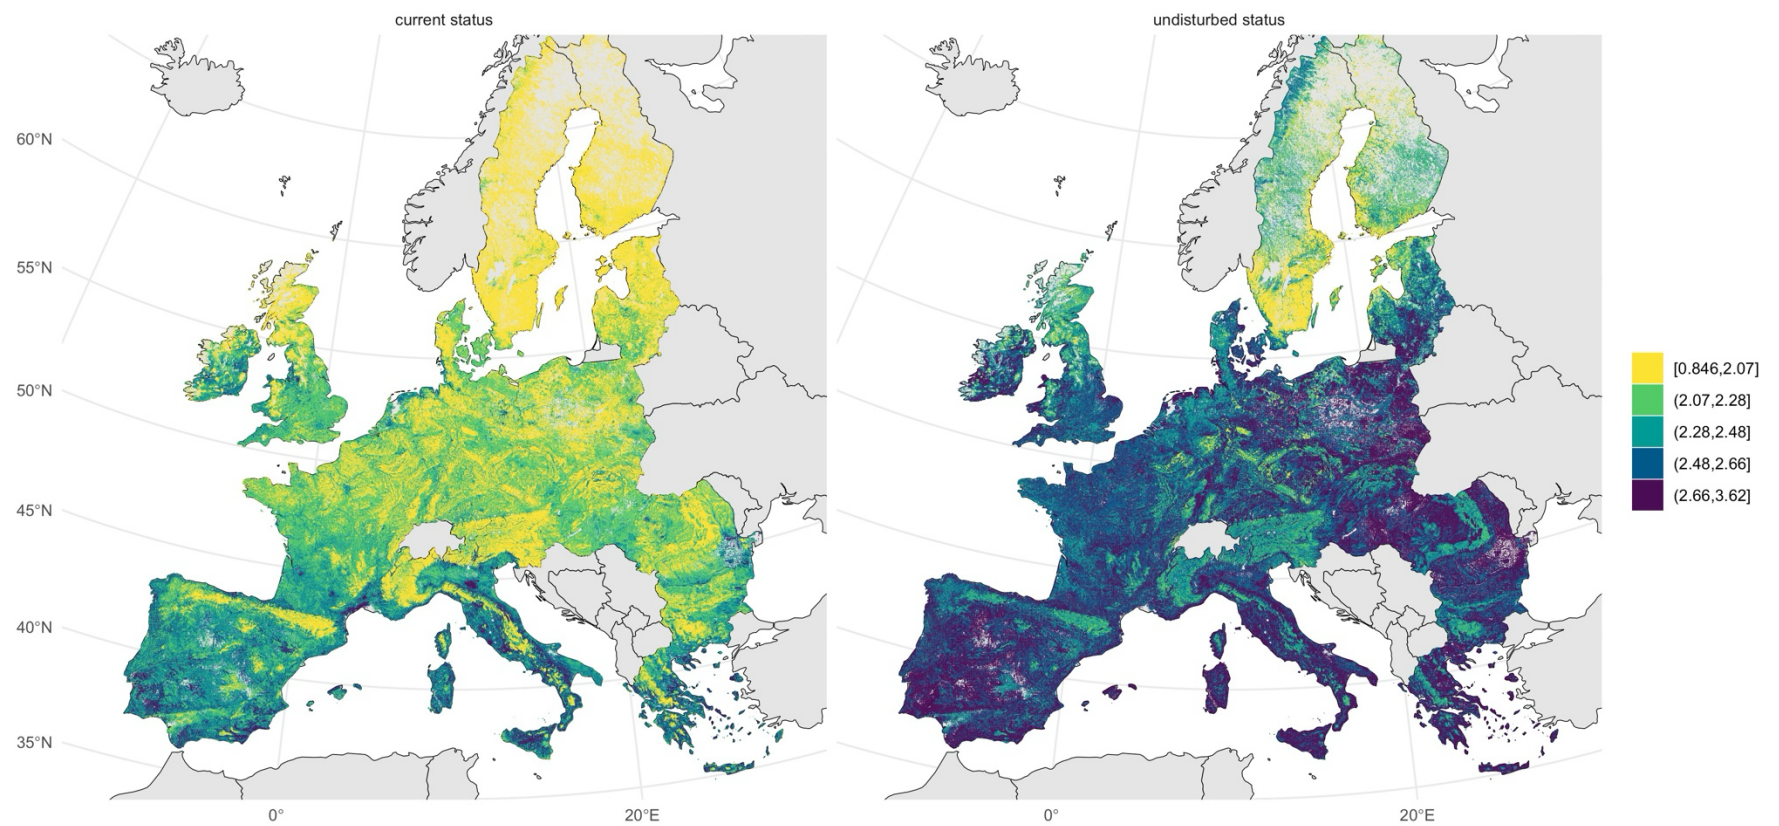 current status
undisturbed status
60°N
55°N
50°N
45°N
40°N
35°N
0°
20°E
0°
20°E
[0.846,2.07]
(2.07,2.28]
(2.28,2.48]
(2.48,2.66]
(2.66,3.62]